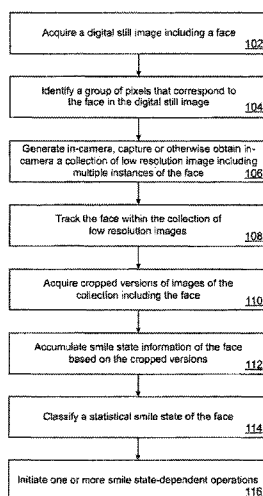 Acquire a digital still image including a face
102
Identify a group of pixels that correspond to
the face in the digital still image
104
Generate in-camera, capture or otherwise obtain in-
camera a collection of low resolution image including
multiple instances of the face
106
Track the face within the collection of
low resolution images
108
Acquire cropped versions of images of the
collection including the face
110
Accumulate smile state information of the face
based on the cropped versions
112
Classify a statistical smile state of the face
114
Initiate one or more smile state-dependent operations
116